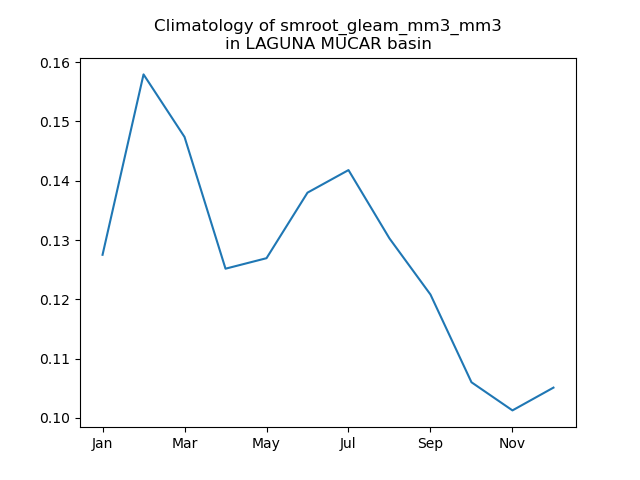 Climatology of smroot_gleam_mm3_mm3
in LAGUNA MUCAR basin
0.16
0.15
0.14
0.13
0.12
0.11
0.10
Jan Mar May Jul Sep Nov